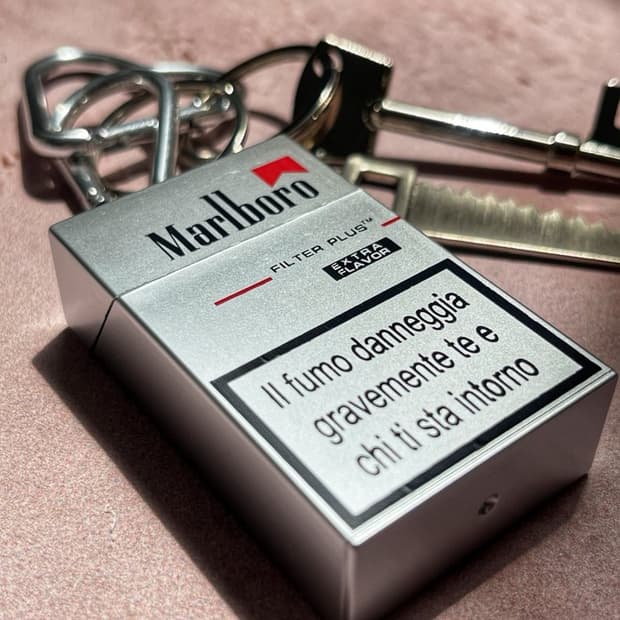 Marlboro
FILTER PLUS™
EXTRA
FLAVOR
Il fumo danneggia
gravemente te e
chi ti sta intorno